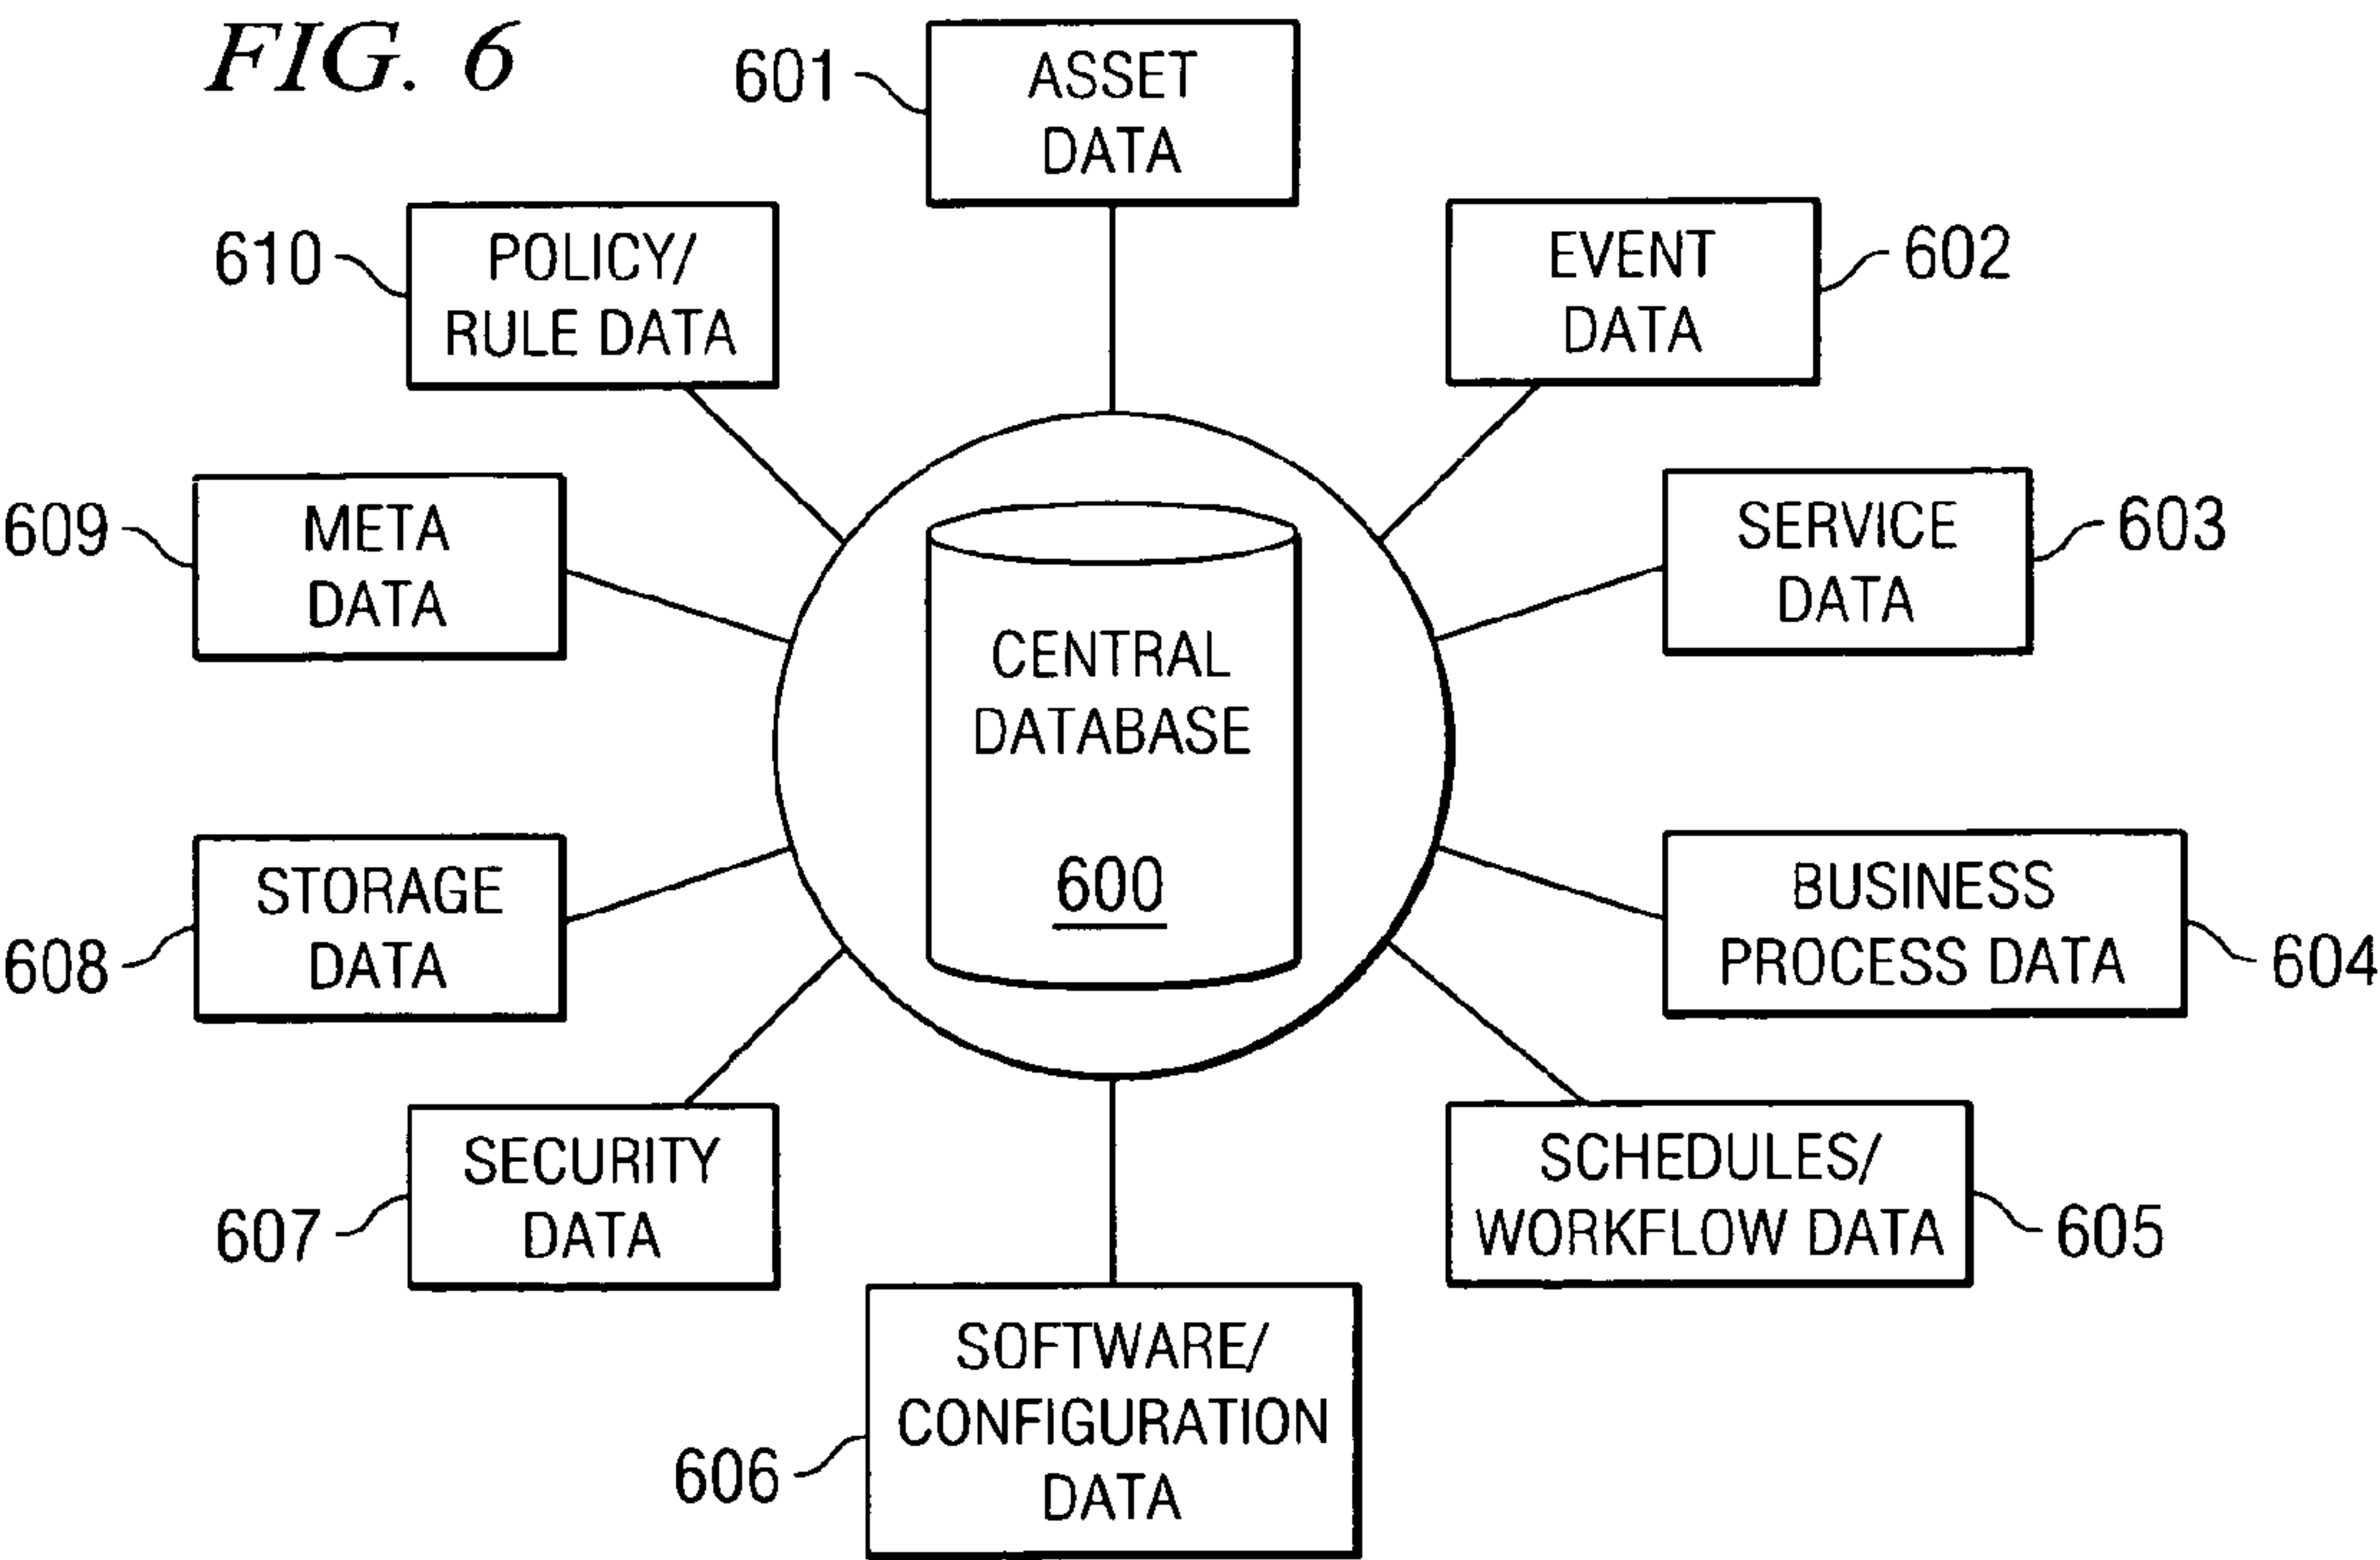 FIG. 6
601
ASSET
DATA
610
POLICY/
RULE DATA
EVENT
DATA
602
609
META
DATA
SERVICE
DATA
603
CENTRAL
DATABASE
600
608
STORAGE
DATA
BUSINESS
PROCESS DATA
604
607
SECURITY
DATA
SCHEDULES/
WORKFLOW DATA
605
606
SOFTWARE/
CONFIGURATION
DATA